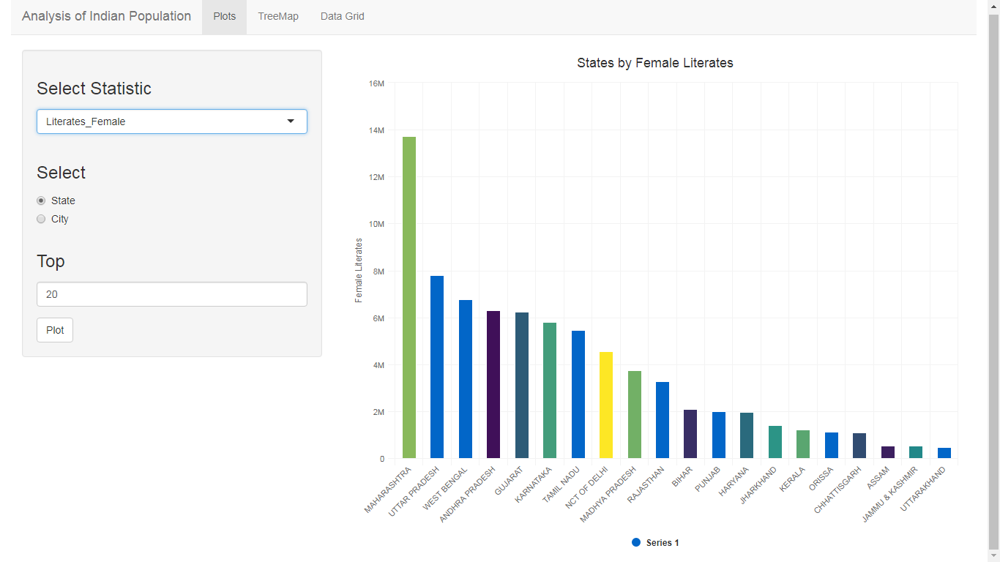 Analysis of Indian Population Plots TreeMap Data Grid
Select Statistic
Literates_Female
Select
State
City
Top
20
Plot
States by Female Literates
Female Literates
16M
14M
12M
10M
8M
6M
4M
2M
0
MAHARASHTRA
UTTAR PRADESH
WEST BENGAL
ANDHRA PRADESH
GUJARAT
KARNATAKA
TAMIL NADU
NCT OF DELHI
MADHYA PRADESH
RAJASTHAN
BIHAR
PUNJAB
HARYANA
JHARKHAND
KERALA
ORISSA
CHHATTISGARH
ASSAM
JAMMU & KASHMIR
UTTARAKHAND
Series 1